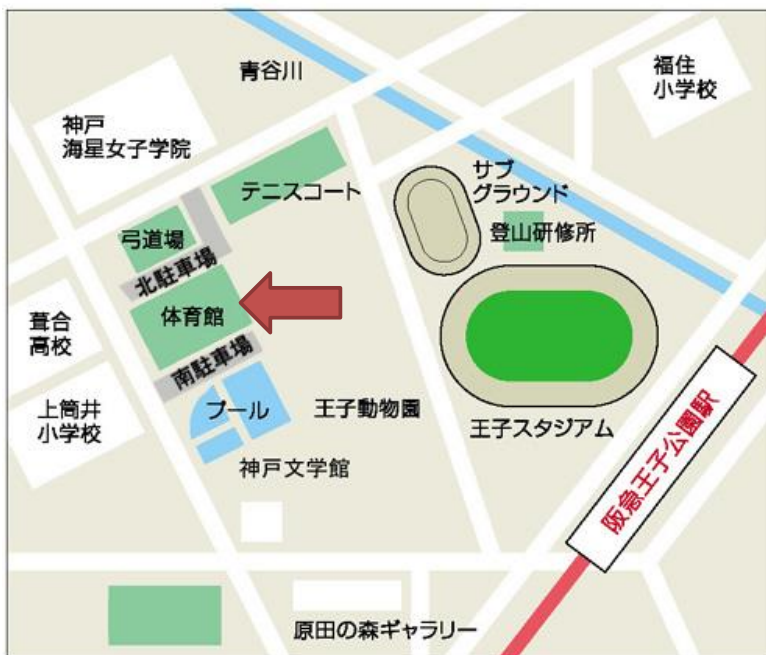 青谷川
福住
小学校
神戸
海星女子学院
テニスコート
サブ
グラウンド
弓道場
登山研修所
北駐車場
体育館
葺合
高校
南駐車場
上筒井
小学校
プール
王子動物園
王子スタジアム
神戸文学館
阪急王子公園駅
原田の森ギャラリー